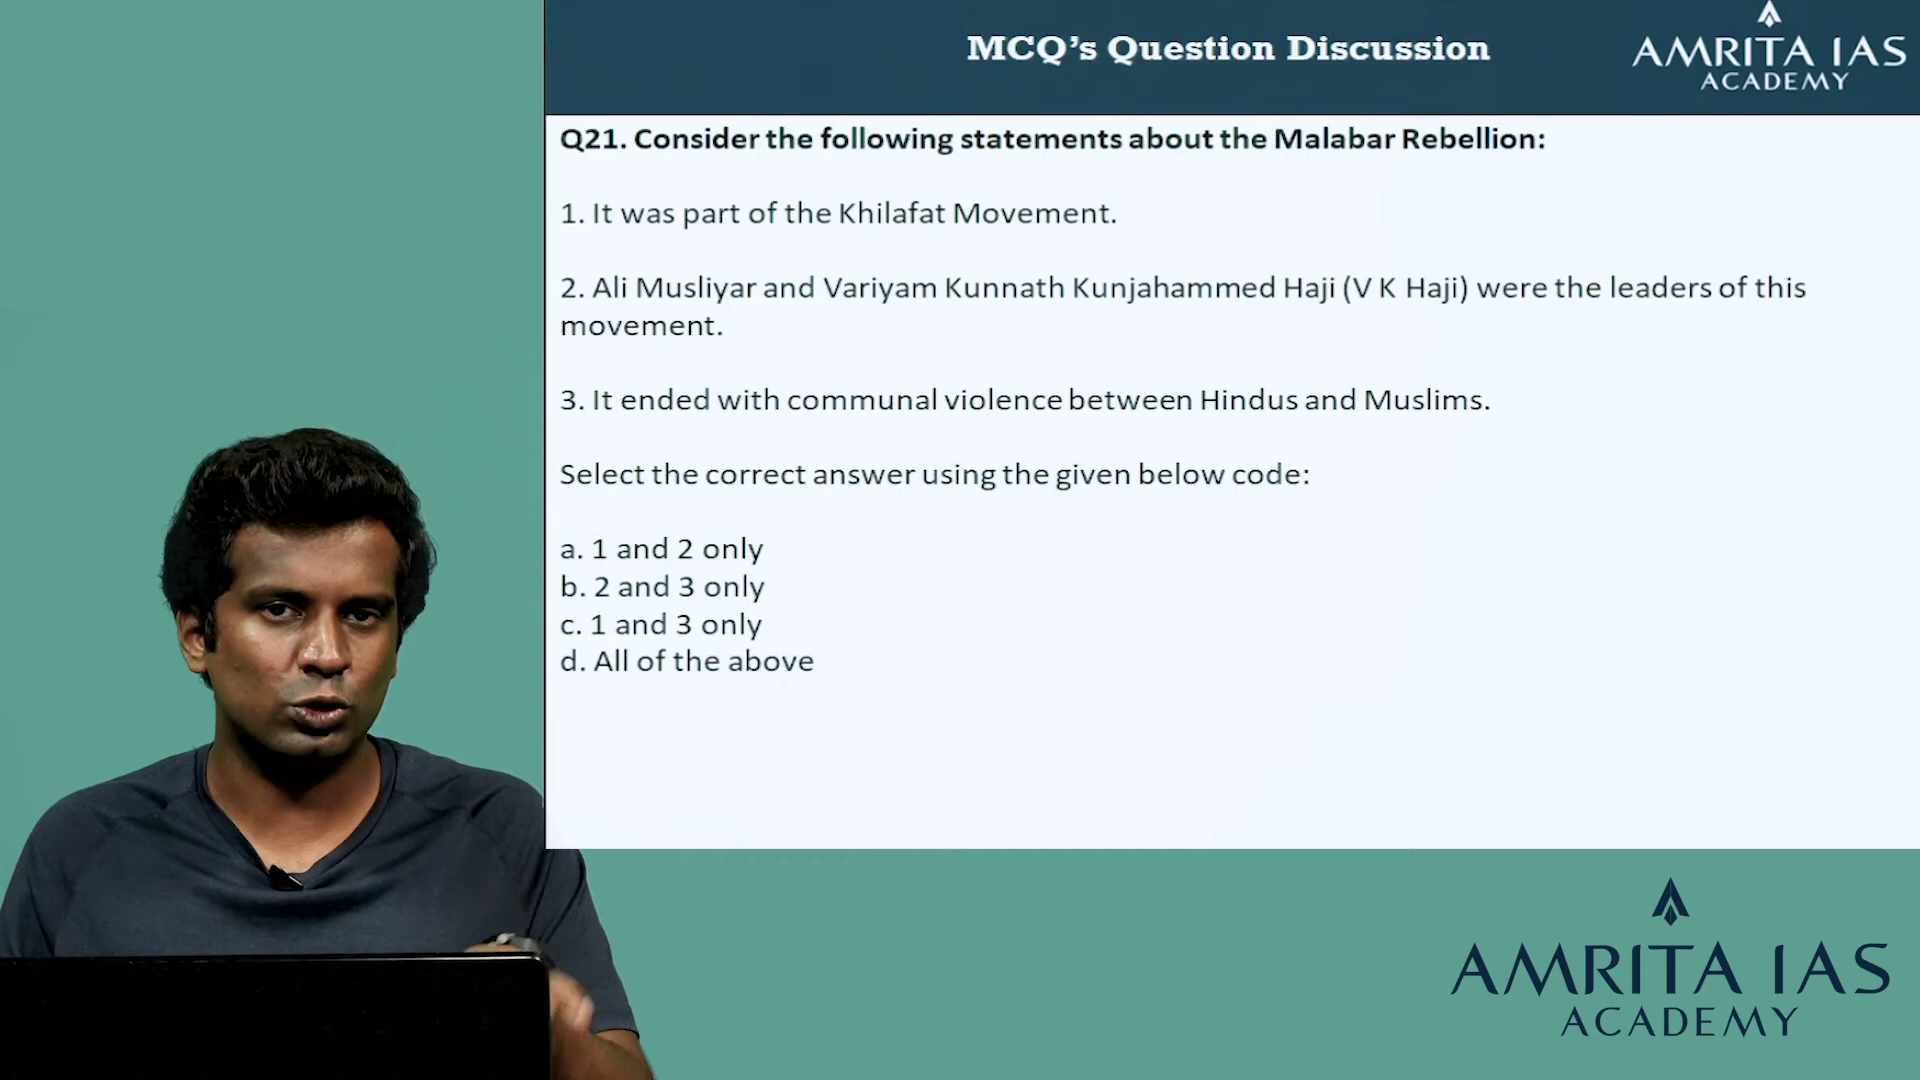 MCQ’s Question Discussion
AMRITA IAS
ACADEMY
Q21. Consider the following statements about the Malabar Rebellion:
1. It was part of the Khilafat Movement.
2. Ali Musliyar and Variyam Kunnath Kunjahammed Haji (V K Haji) were the leaders of this
movement.
3. It ended with communal violence between Hindus and Muslims.
Select the correct answer using the given below code:
a. 1 and 2 only
b. 2 and 3 only
c. 1 and 3 only
d. All of the above
AMRITA IAS
ACADEMY